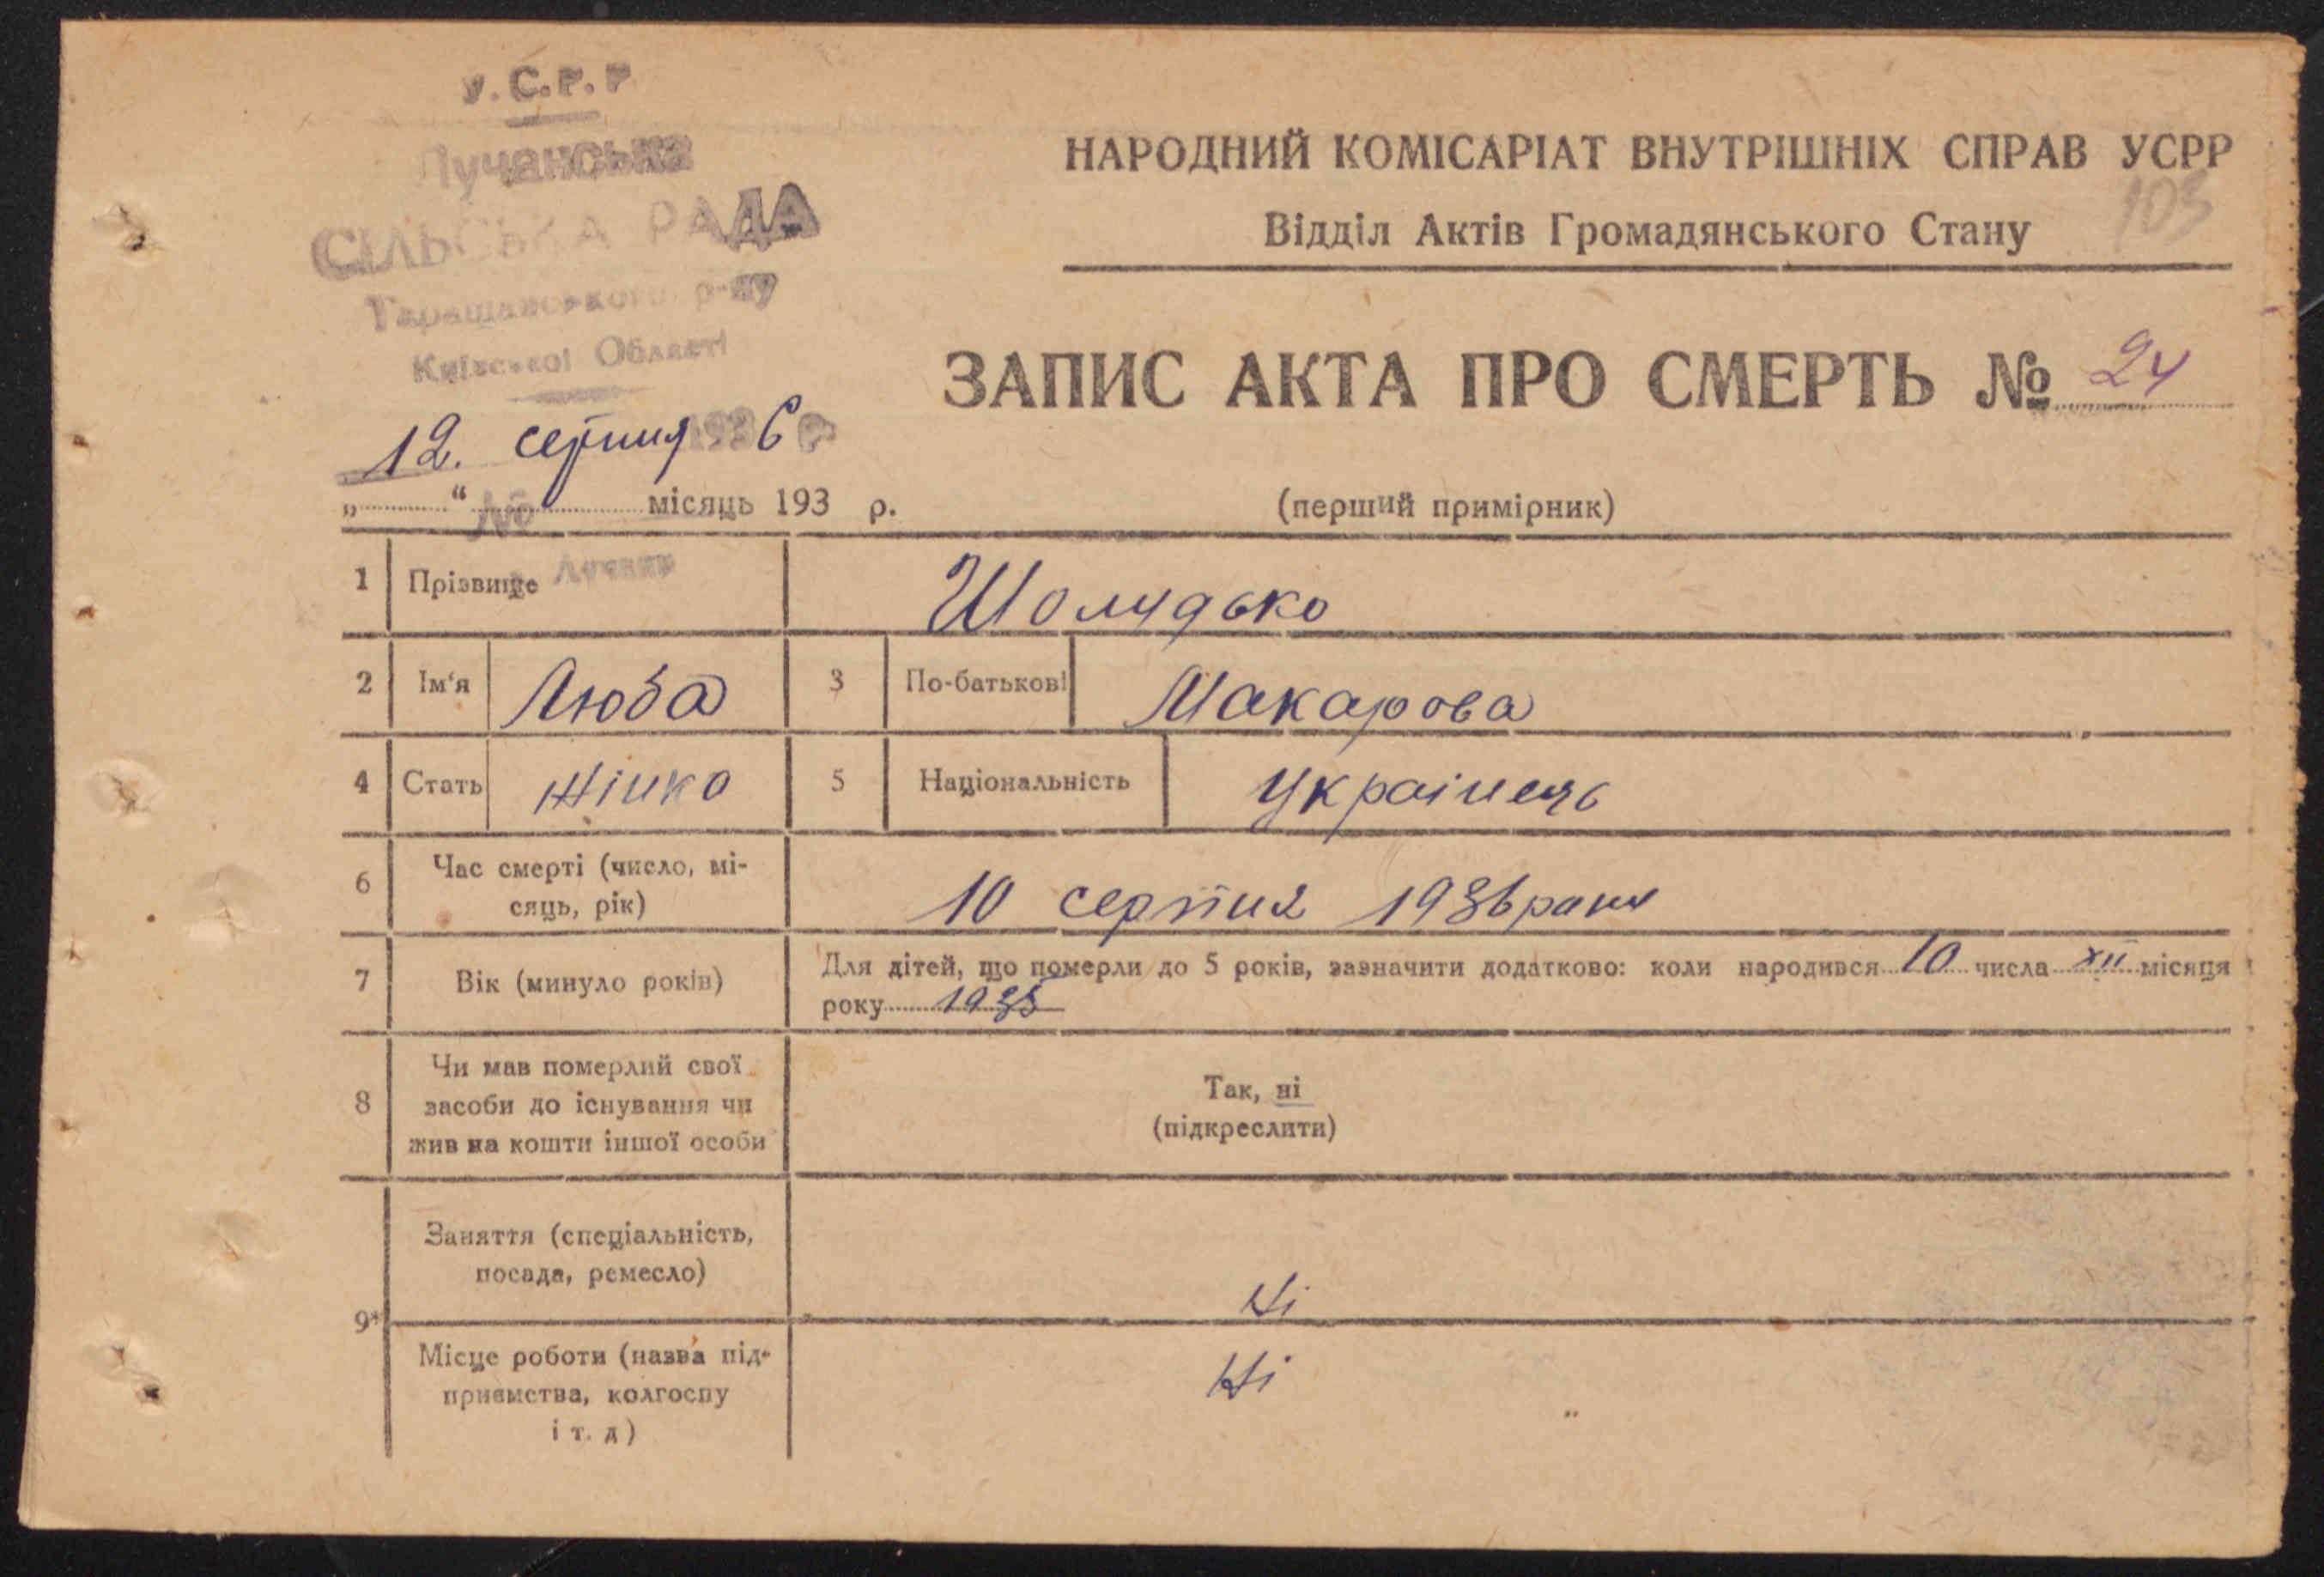 У.С.Р.Р
Лучанська
СІЛЬСЬКА РАДА
Таращанського р-ну
Київської Області
НАРОДНИЙ КОМІСАРІАТ ВНУТРІШНІХ СПРАВ УСРР
103
Відділ Актів Громадянського Стану
ЗАПИС АКТА ПРО СМЕРТЬ № 24
12. серпня 1936 р
„ “ № місяць 193 р.
(перший примірник)
1 Прізвище Шолудько
2 Ім'я Люба 3 По-батькові Макарова
4 Стать Жінка 5 Національність Українець
6 Час смерті (число, мі-
сяць, рік)
10 серпня 1936 
7 Вік (минуло років)
Для дітей, що померли до 5 років, зазначити додатково: коли народився 10 числа XII місяця
року 1935
8 Чи мав померлий свої
засоби до існування чи
жив на кошти іншої особи
Так, ні
(підкреслити)
9*
Заняття (спеціальність,
посада, ремесло)
Ні
Місце роботи (назва під-
приємства, колгоспу
і т. д)
Ні